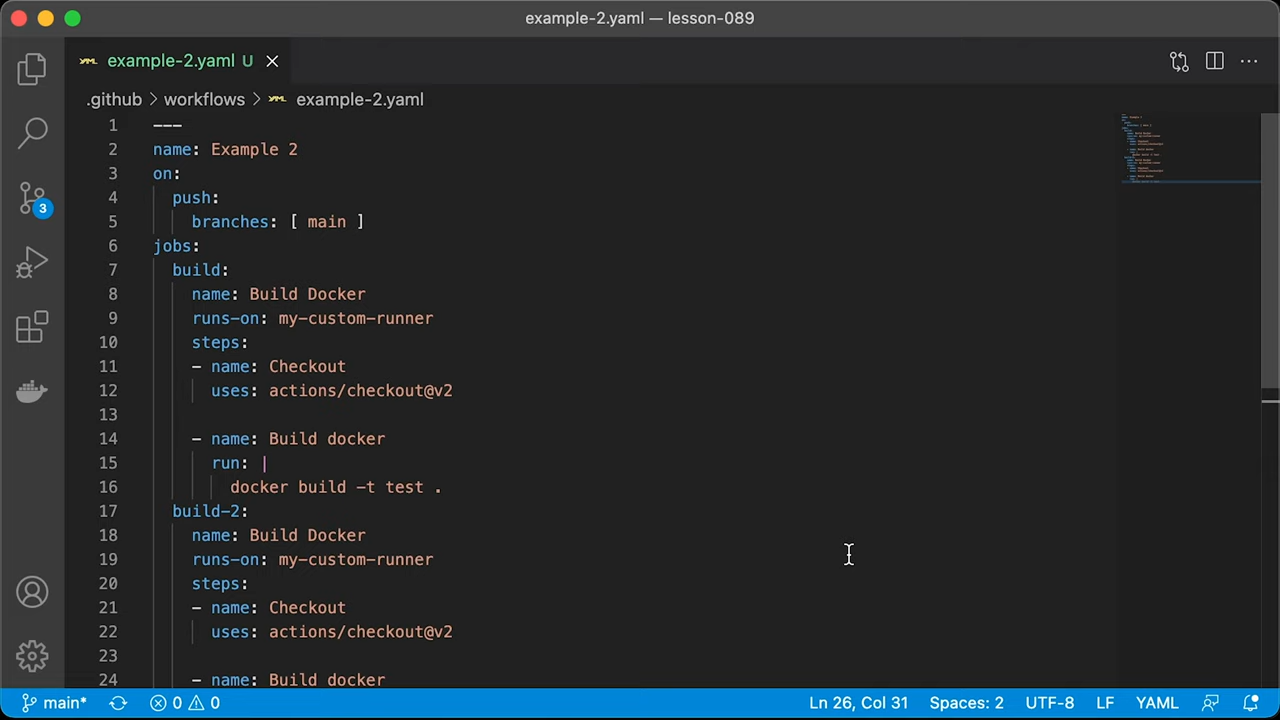 example-2.yaml — lesson-089
example-2.yaml U
.github > workflows > example-2.yaml
1 ---
2 name: Example 2
3 on:
4 push:
5 branches: [ main ]
6 jobs:
7 build:
8 name: Build Docker
9 runs-on: my-custom-runner
10 steps:
11 - name: Checkout
12 uses: actions/checkout@v2
13
14 - name: Build docker
15 run: |
16 docker build -t test .
17 build-2:
18 name: Build Docker
19 runs-on: my-custom-runner
20 steps:
21 - name: Checkout
22 uses: actions/checkout@v2
23
24 - name: Build docker
3
main* 0 0 Ln 26, Col 31 Spaces: 2 UTF-8 LF YAML